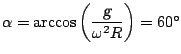 α = arccos(g/ω²R) = 60°